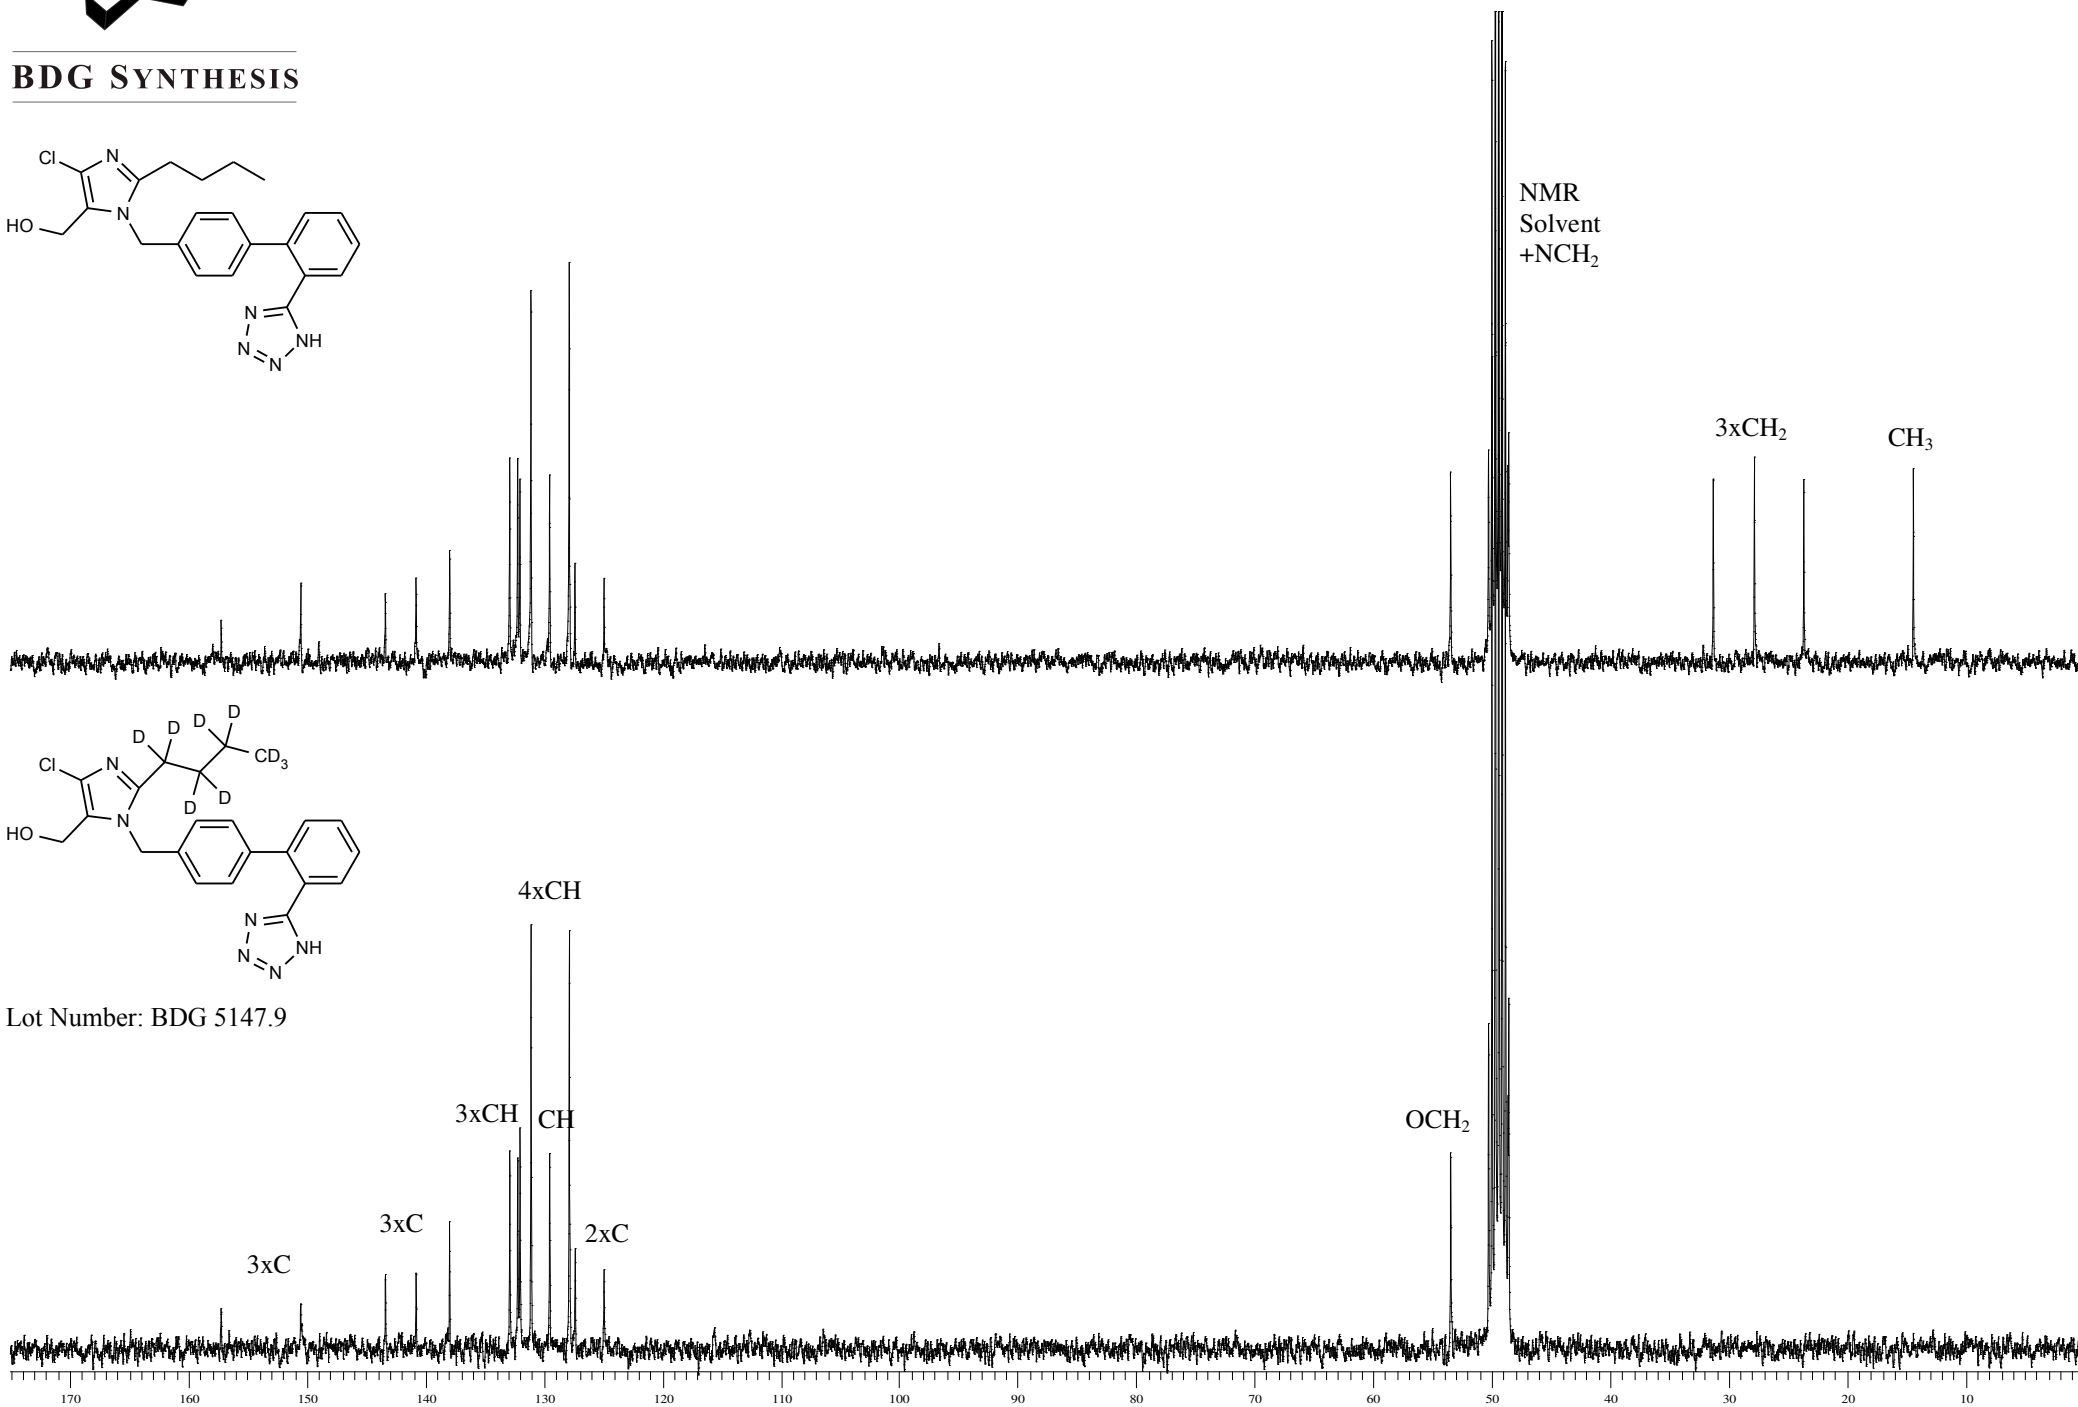 BDG SYNTHESIS
Cl
N
N
HO
N
NH
N
N
NMR
Solvent
+NCH₂
3xCH₂
CH₃
D
D
D
D
CD₃
Cl
N
D
D
N
HO
N
NH
N
N
Lot Number: BDG 5147.9
4xCH
3xCH
CH
OCH₂
3xC
2xC
3xC
170 160 150 140 130 120 110 100 90 80 70 60 50 40 30 20 10